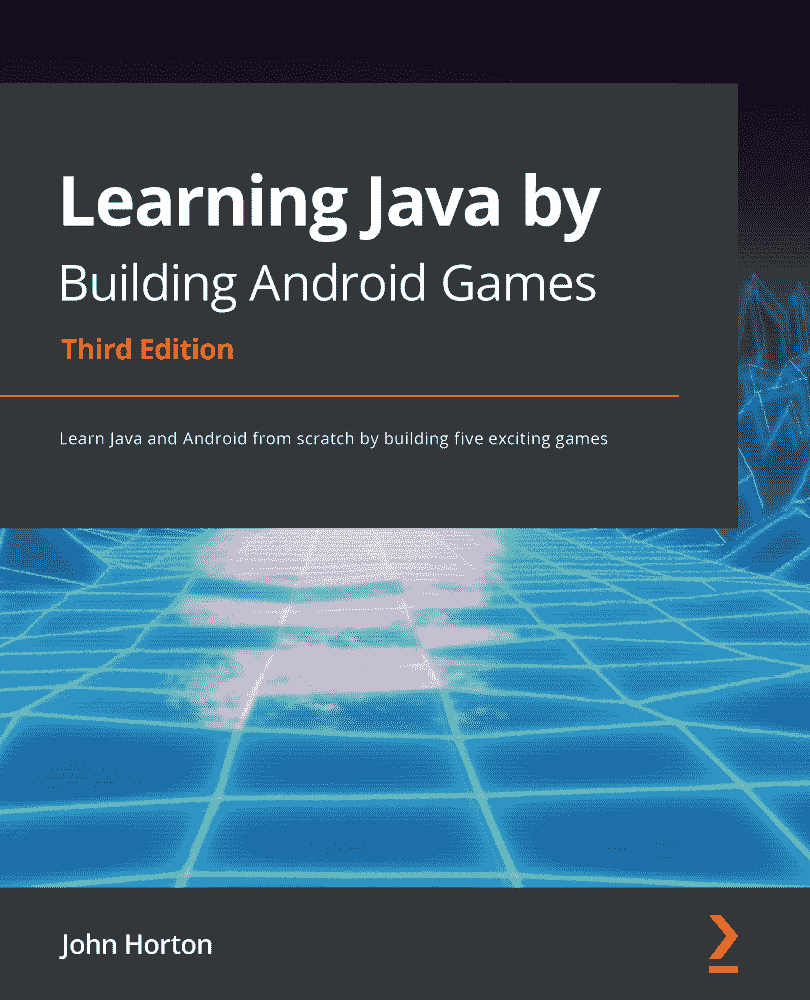 Learning Java by
Building Android Games
Third Edition
Learn Java and Android from scratch by building five exciting games
John Horton